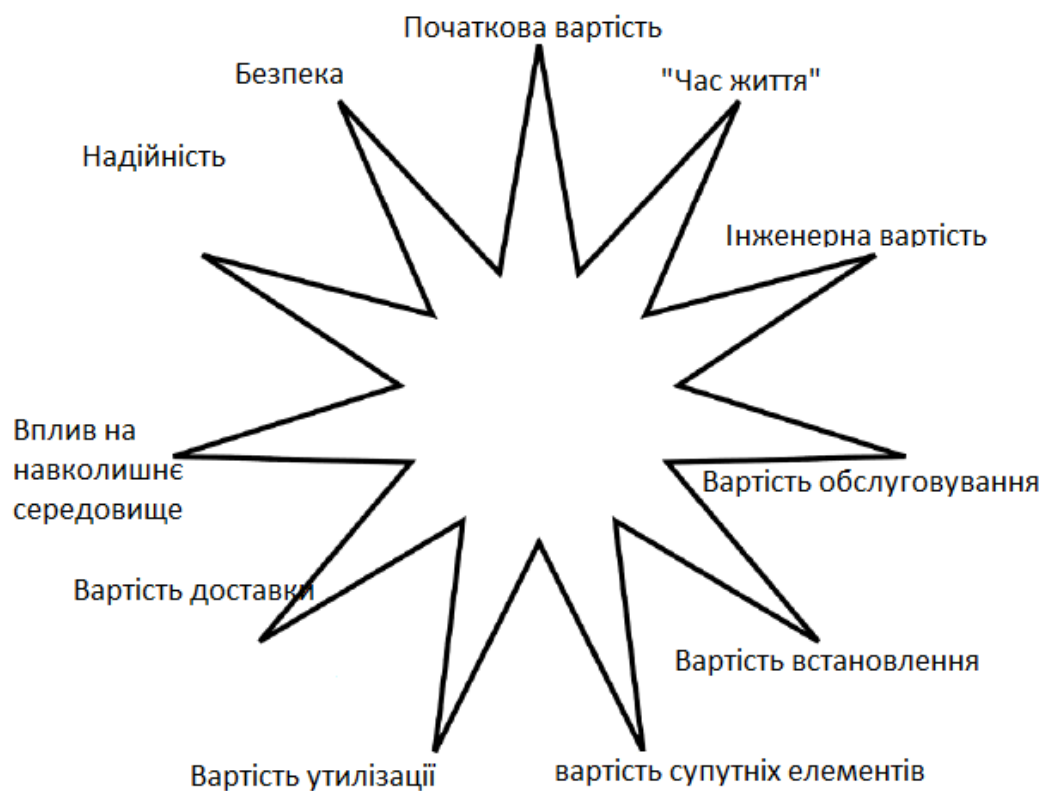 Початкова вартість
Безпека
"Час життя"
Надійність
Інженерна вартість
Вплив на
навколишнє
середовище
Вартість обслуговування
Вартість доставки
Вартість встановлення
Вартість утилізації
вартість супутніх елементів